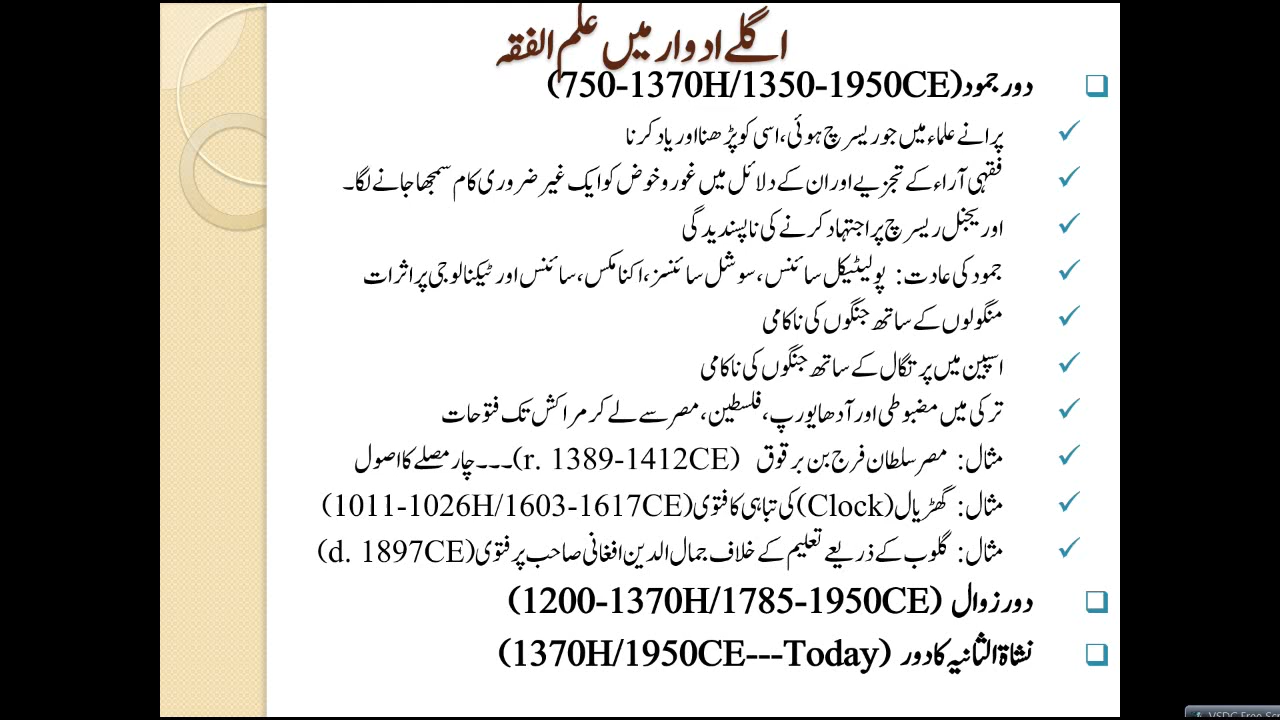 اگلے ادوار میں علم الفقہ
دور جمود (750-1370H/1350-1950CE)
پرانے علماء میں جو ریسرچ ہوئی، اسی کو پڑھنا اور یاد کرنا
فقہی آراء کے تجزیے اور ان کے دلائل میں غور و خوض کو ایک غیر ضروری کام سمجھا جانے لگا۔
اوریجنل ریسرچ پر اجتہاد کرنے کی ناپسندیدگی
جمود کی عادت: پولیٹیکل سائنس، سوشل سائنسز، اکنامکس، سائنس اور ٹیکنالوجی پر اثرات
منگولوں کے ساتھ جنگوں کی ناکامی
اسپین میں پرتگال کے ساتھ جنگوں کی ناکامی
ترکی میں مضبوطی اور آدھا یورپ، فلسطین، مصر سے لے کر مراکش تک فتوحات
مثال: مصر سلطان فرج بن برقوق (r. 1389-1412CE)۔۔۔ چار مصلے کا اصول
مثال: گھڑیال (Clock) کی تباہی کا فتوی (1011-1026H/1603-1617CE)
مثال: گلوب کے ذریعے تعلیم کے خلاف جمال الدین افغانی صاحب پر فتوی (d. 1897CE)
دور زوال (1200-1370H/1785-1950CE)
نشاۃ الثانیہ کا دور (1370H/1950CE---Today)